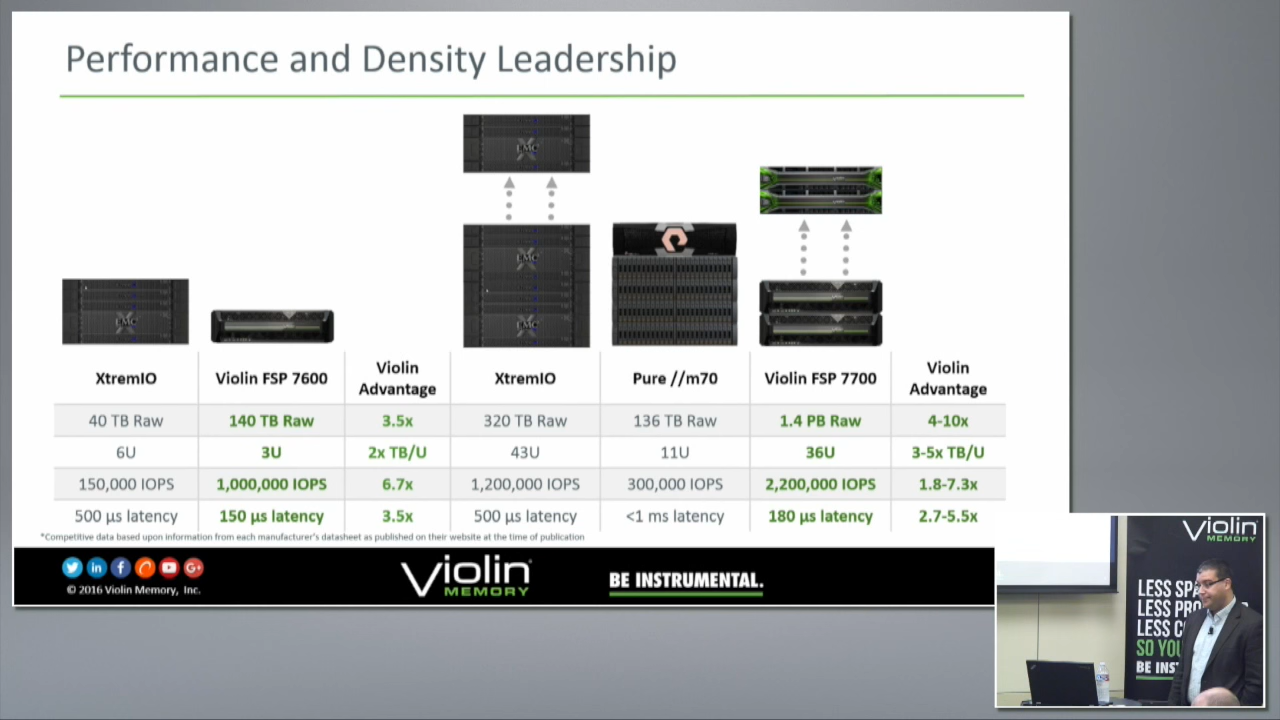 Performance and Density Leadership
EMC
EMC
EMC
EMC
XtremIO
Violin FSP 7600
Violin
Advantage
XtremIO
Pure //m70
Violin FSP 7700
Violin
Advantage
40 TB Raw
140 TB Raw
3.5x
320 TB Raw
136 TB Raw
1.4 PB Raw
4-10x
6U
3U
2x TB/U
43U
11U
36U
3-5x TB/U
150,000 IOPS
1,000,000 IOPS
6.7x
1,200,000 IOPS
300,000 IOPS
2,200,000 IOPS
1.8-7.3x
500 µs latency
150 µs latency
3.5x
500 µs latency
<1 ms latency
180 µs latency
2.7-5.5x
*Competitive data based upon information from each manufacturer's datasheet as published on their website at the time of publication
© 2016 Violin Memory, Inc.
Violin
MEMORY
BE INSTRUMENTAL.
Violin
MEMORY
LESS SPA
LESS PRO
LESS C
SO YOU
BE INS